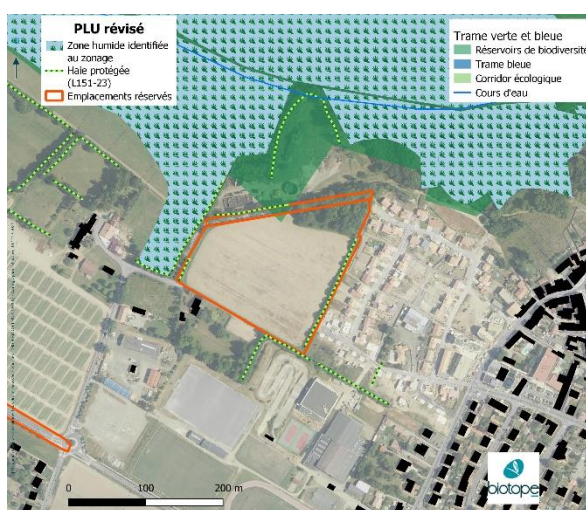 PLU révisé
Zone humide identifiée
au zonage
Haie protégée
(L151-23)
Emplacements réservés
Trame verte et bleue
Réservoirs de biodiversité
Trame bleue
Corridor écologique
Cours d'eau
0 100 200 m
biotope